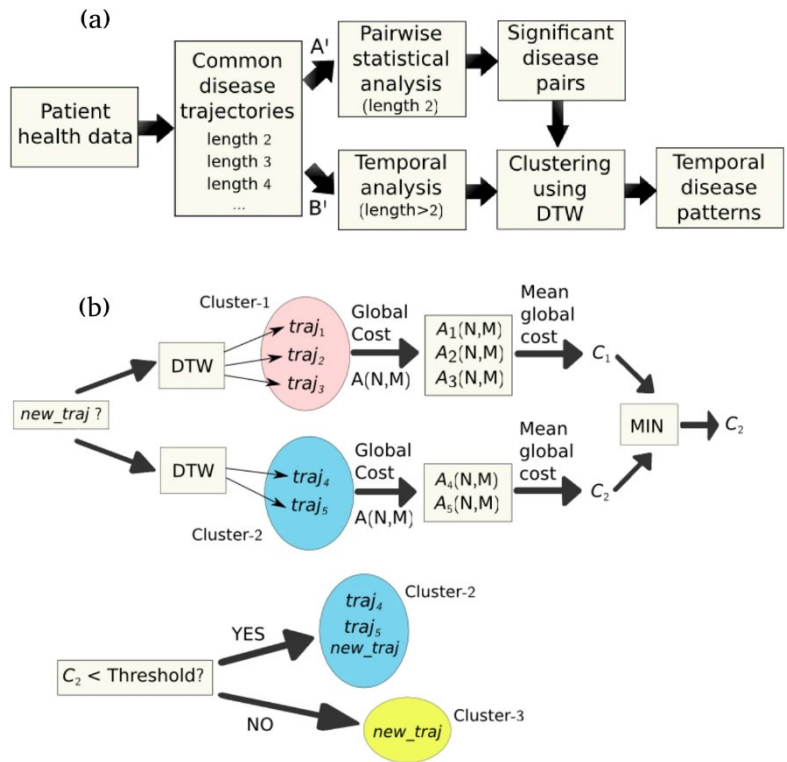 (a)
Patient
health data
Common
disease
trajectories
length 2
length 3
length 4
...
A'
B'
Pairwise
statistical
analysis
(length 2)
Significant
disease
pairs
Temporal
analysis
(length>2)
Clustering
using
DTW
Temporal
disease
patterns
(b)
new_traj ?
DTW
Cluster-1
traj₁
traj₂
traj₃
Global
Cost
A(N,M)
A₁(N,M)
A₂(N,M)
A₃(N,M)
Mean
global
cost
C₁
DTW
traj₄
traj₅
Cluster-2
Global
Cost
A(N,M)
A₄(N,M)
A₅(N,M)
Mean
global
cost
C₂
MIN
C₂
C₂ < Threshold?
YES
traj₄
traj₅
new_traj
Cluster-2
NO
new_traj
Cluster-3